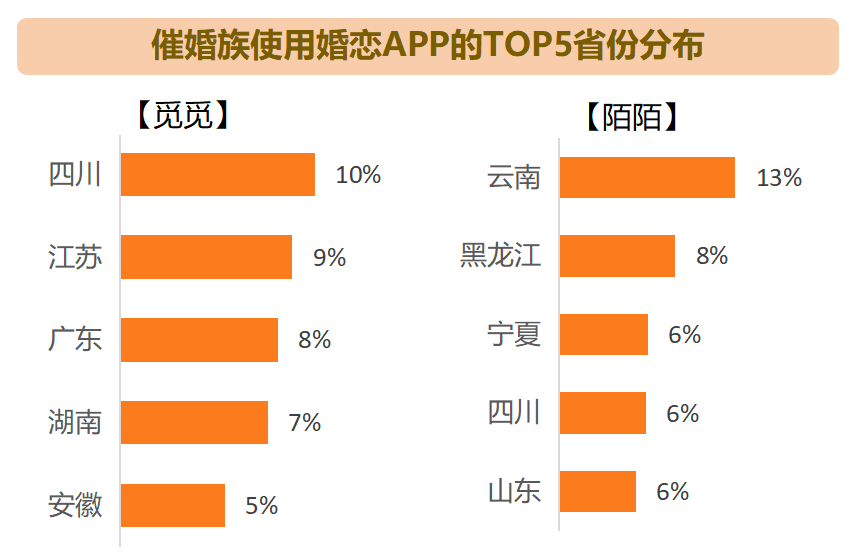 催婚族使用婚恋APP的TOP5省份分布
【觅觅】
四川 10%
江苏 9%
广东 8%
湖南 7%
安徽 5%
【陌陌】
云南 13%
黑龙江 8%
宁夏 6%
四川 6%
山东 6%